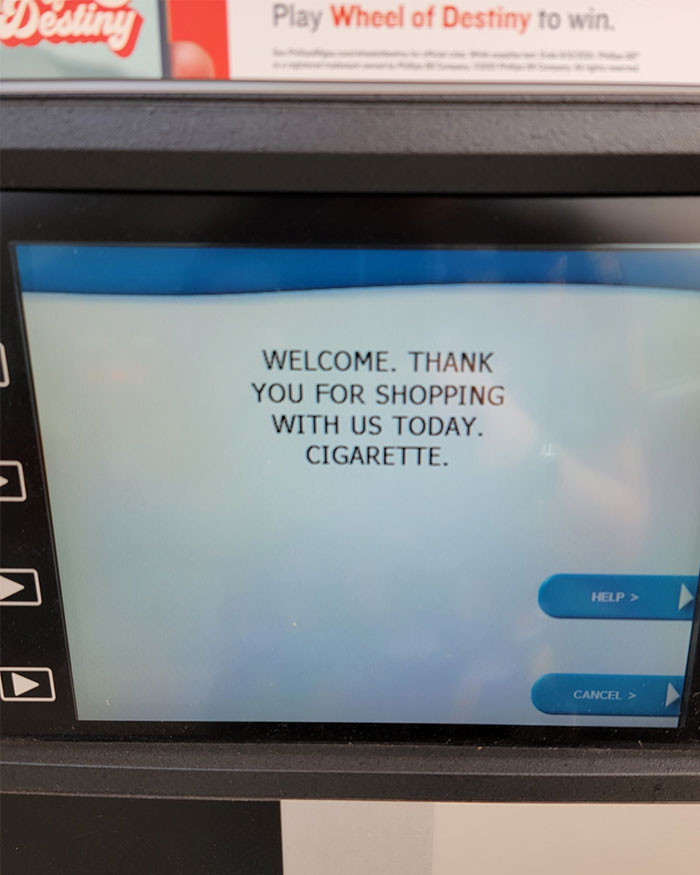 Destiny
Play Wheel of Destiny to win.
WELCOME. THANK
YOU FOR SHOPPING
WITH US TODAY.
CIGARETTE.
HELP >
CANCEL >